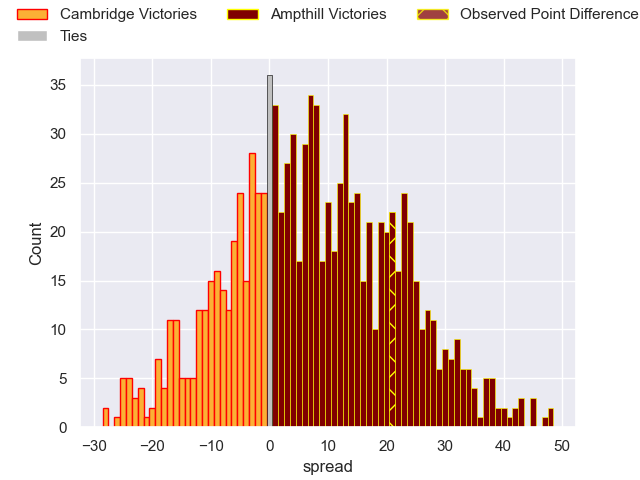 Cambridge Victories
Ampthill Victories
Observed Point Difference
Ties
35
30
25
20
15
10
5
0
Count
−30 −20 −10 0 10 20 30 40 50
spread